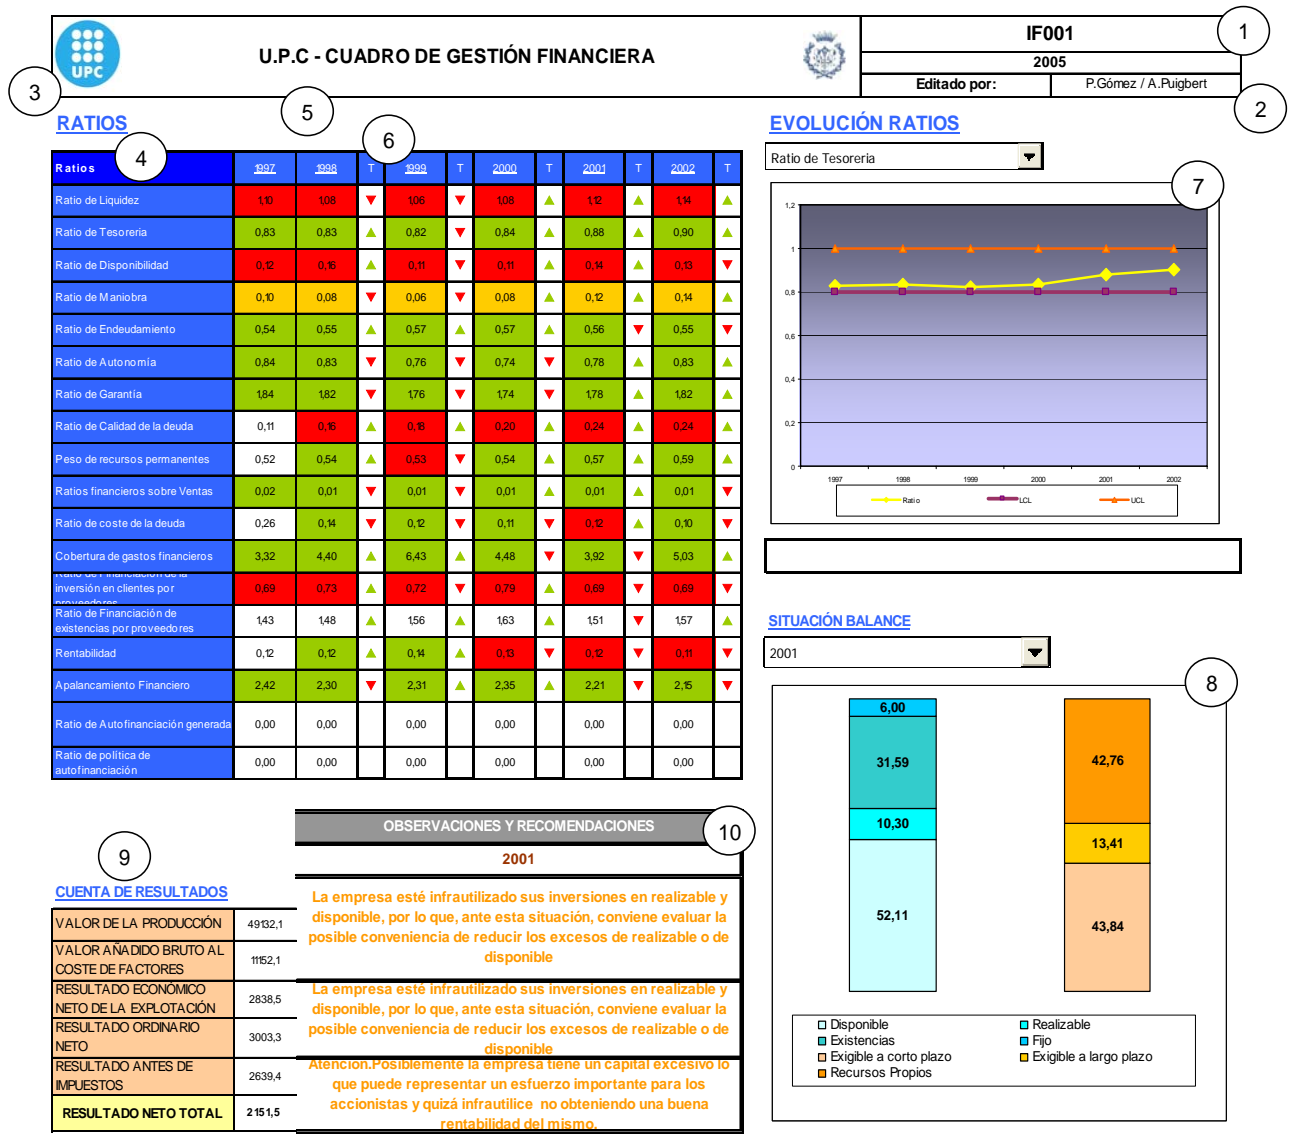 UPC
U.P.C - CUADRO DE GESTIÓN FINANCIERA
IF001
2005
Editado por: P.Gómez / A.Puigbert
1
2
3
5
4
6
RATIOS
Ratios 1997 1998 T 1999 T 2000 T 2001 T 2002 T
Ratio de Liquidez 1,10 1,08 1,06 1,08 1,12 1,14
Ratio de Tesoreria 0,83 0,83 0,82 0,84 0,88 0,90
Ratio de Disponibilidad 0,12 0,16 0,11 0,11 0,14 0,13
Ratio de Maniobra 0,10 0,08 0,06 0,08 0,12 0,14
Ratio de Endeudamiento 0,54 0,55 0,57 0,57 0,56 0,55
Ratio de Autonomía 0,84 0,83 0,76 0,74 0,78 0,83
Ratio de Garantía 1,84 1,82 1,76 1,74 1,78 1,82
Ratio de Calidad de la deuda 0,11 0,16 0,18 0,20 0,24 0,24
Peso de recursos permanentes 0,52 0,54 0,53 0,54 0,57 0,59
Ratios financieros sobre Ventas 0,02 0,01 0,01 0,01 0,01 0,01
Ratio de coste de la deuda 0,26 0,14 0,12 0,11 0,12 0,10
Cobertura de gastos financieros 3,32 4,40 6,43 4,48 3,92 5,03
Ratio de Financiación de la
inversión en clientes por
proveedores
0,69 0,73 0,72 0,79 0,69 0,69
Ratio de Financiación de
existencias por proveedores
1,43 1,48 1,56 1,63 1,51 1,57
Rentabilidad 0,12 0,12 0,14 0,13 0,12 0,11
Apalancamiento Financiero 2,42 2,30 2,31 2,35 2,21 2,15
Ratio de Autofinanciación generada 0,00 0,00 0,00 0,00 0,00 0,00
Ratio de política de
autofinanciación
0,00 0,00 0,00 0,00 0,00 0,00
EVOLUCIÓN RATIOS
Ratio de Tesoreria
7
1,2
1
0,8
0,6
0,4
0,2
0
1997 1998 1999 2000 2001 2002
Ratio LCL UCL
SITUACIÓN BALANCE
2001
8
6,00
31,59
10,30
52,11
42,76
13,41
43,84
Disponible Realizable
Existencias Fijo
Exigible a corto plazo Exigible a largo plazo
Recursos Propios
9
CUENTA DE RESULTADOS
VALOR DE LA PRODUCCIÓN 49132,1
VALOR AÑADIDO BRUTO AL
COSTE DE FACTORES
11152,1
RESULTADO ECONÓMICO
NETO DE LA EXPLOTACIÓN
2838,5
RESULTADO ORDINARIO
NETO
3003,3
RESULTADO ANTES DE
IMPUESTOS
2639,4
RESULTADO NETO TOTAL 2151,5
OBSERVACIONES Y RECOMENDACIONES
10
2001
La empresa esté infrautilizado sus inversiones en realizable y
disponible, por lo que, ante esta situación, conviene evaluar la
posible conveniencia de reducir los excesos de realizable o de
disponible
La empresa esté infrautilizado sus inversiones en realizable y
disponible, por lo que, ante esta situación, conviene evaluar la
posible conveniencia de reducir los excesos de realizable o de
disponible
Atención.Posiblemente la empresa tiene un capital excesivo lo
que puede representar un esfuerzo importante para los
accionistas y quizá infrautilice no obteniendo una buena
rentabilidad del mismo.